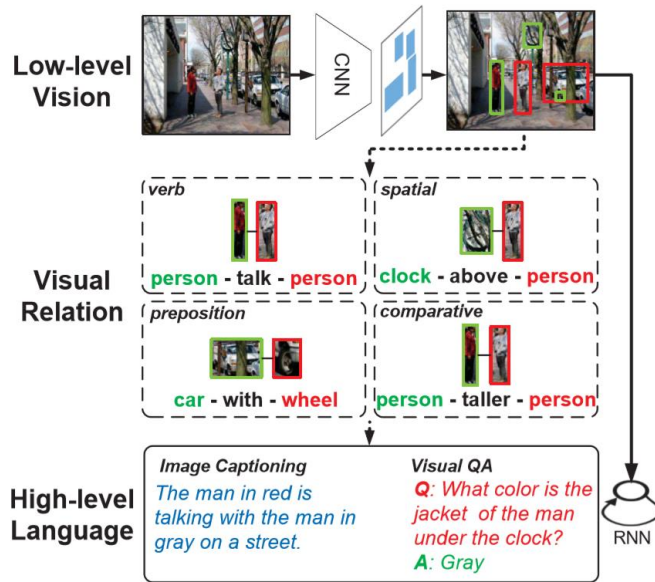 Low-level
Vision
CNN
verb
person - talk - person
spatial
clock - above - person
Visual
Relation
preposition
car - with - wheel
comparative
person - taller - person
High-level
Language
Image Captioning
The man in red is
talking with the man in
gray on a street.
Visual QA
Q: What color is the
jacket of the man
under the clock?
A: Gray
RNN